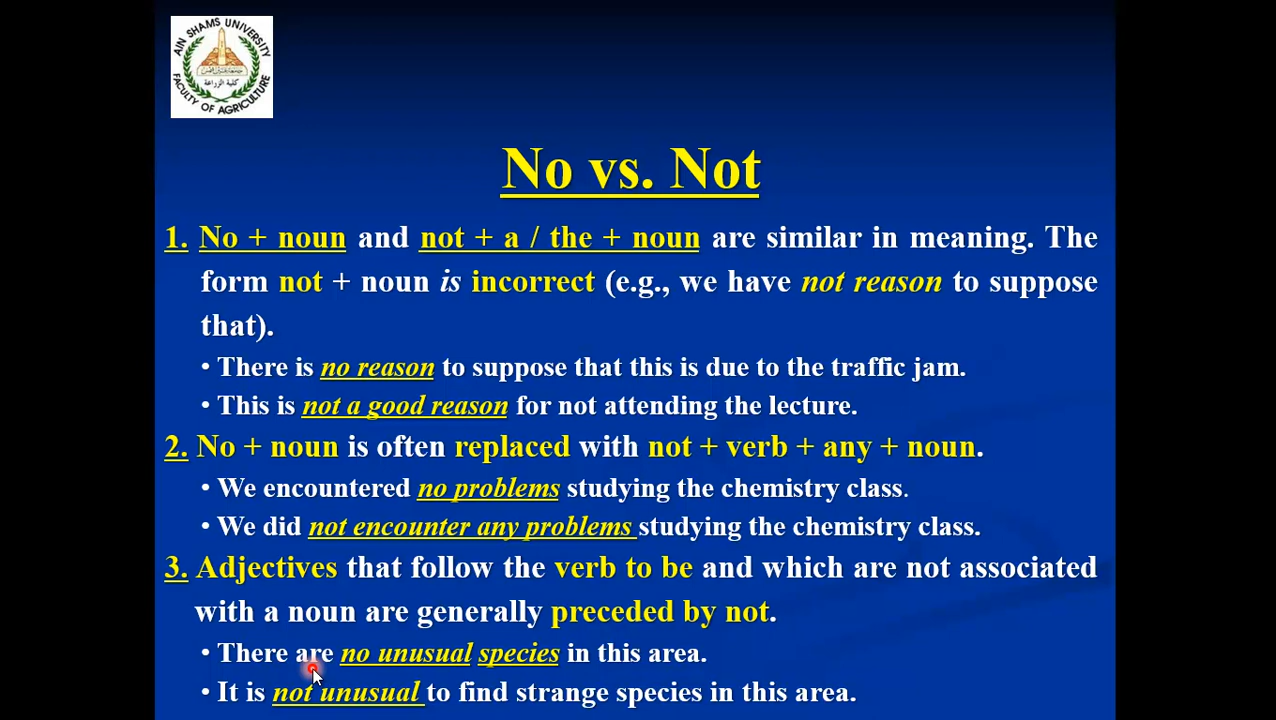 AIN SHAMS UNIVERSITY
FACULTY OF AGRICULTURE
No vs. Not
1. No + noun and not + a / the + noun are similar in meaning. The
form not + noun is incorrect (e.g., we have not reason to suppose
that).
• There is no reason to suppose that this is due to the traffic jam.
• This is not a good reason for not attending the lecture.
2. No + noun is often replaced with not + verb + any + noun.
• We encountered no problems studying the chemistry class.
• We did not encounter any problems studying the chemistry class.
3. Adjectives that follow the verb to be and which are not associated
with a noun are generally preceded by not.
• There are no unusual species in this area.
• It is not unusual to find strange species in this area.